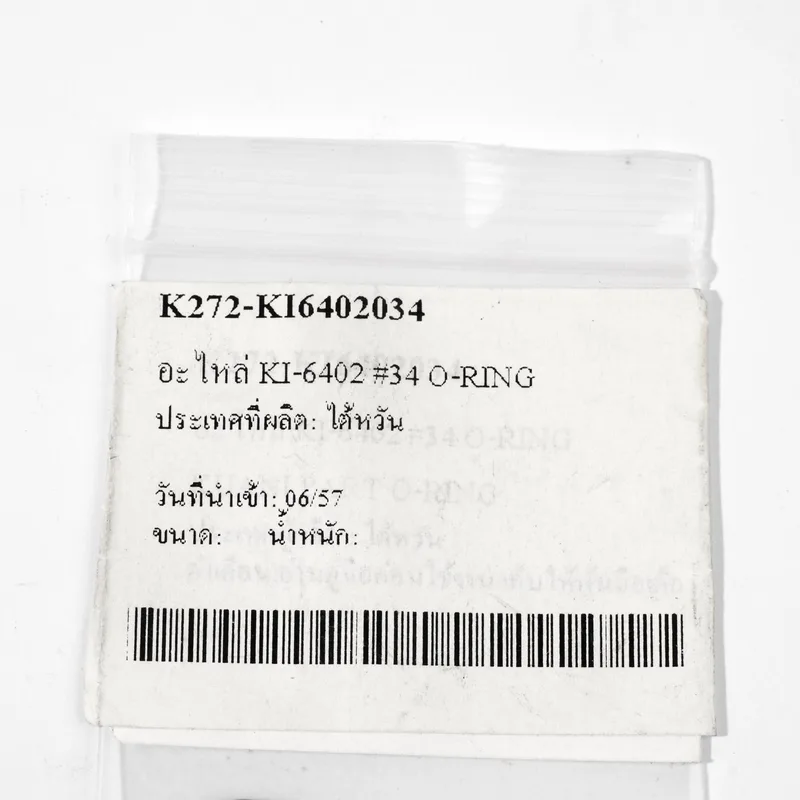 K272-KI6402034
อะไหล่ KI-6402 #34 O-RING
ประเทศที่ผลิต: ไต้หวัน
วันที่นำเข้า: 06/57
ขนาด: น้ำหนัก: